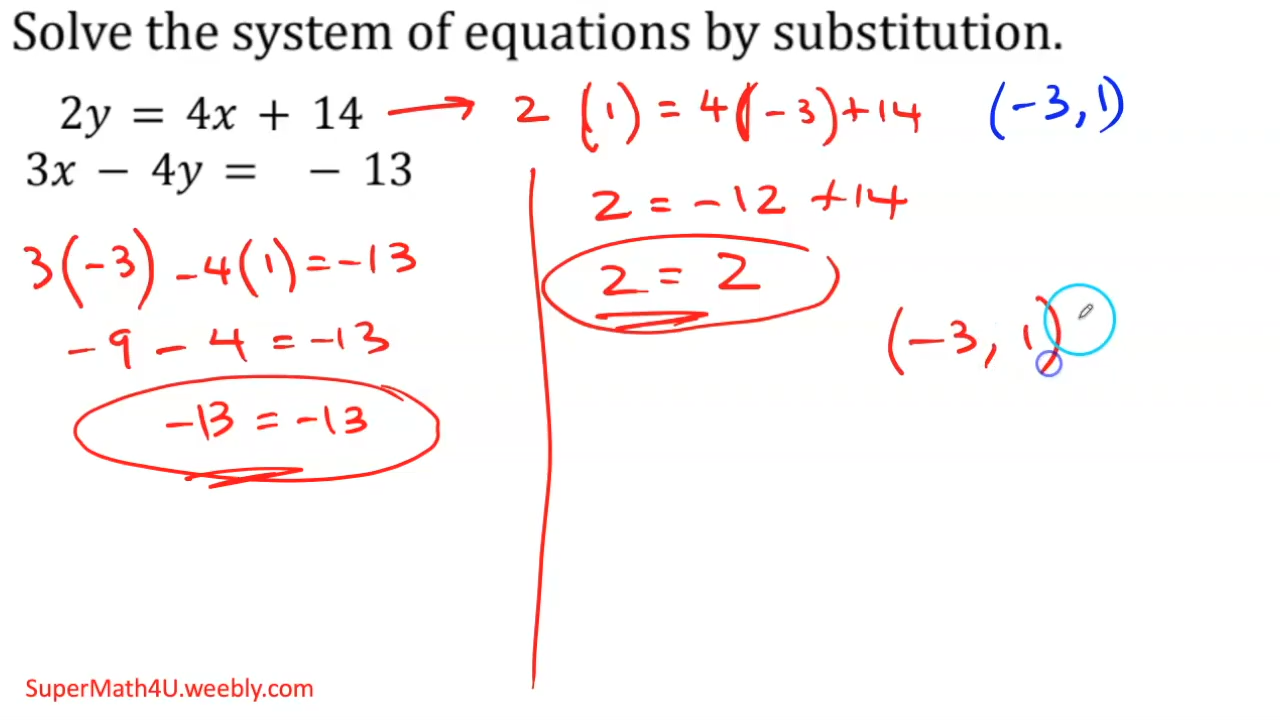 Solve the system of equations by substitution.
2y = 4x + 14 → 2 (1) = 4(-3) + 14 (-3, 1)
3x − 4y = − 13
2 = -12 + 14
3(-3) - 4(1) = -13
2 = 2
-9 - 4 = -13
(-3, 1)
-13 = -13
SuperMath4U.weebly.com